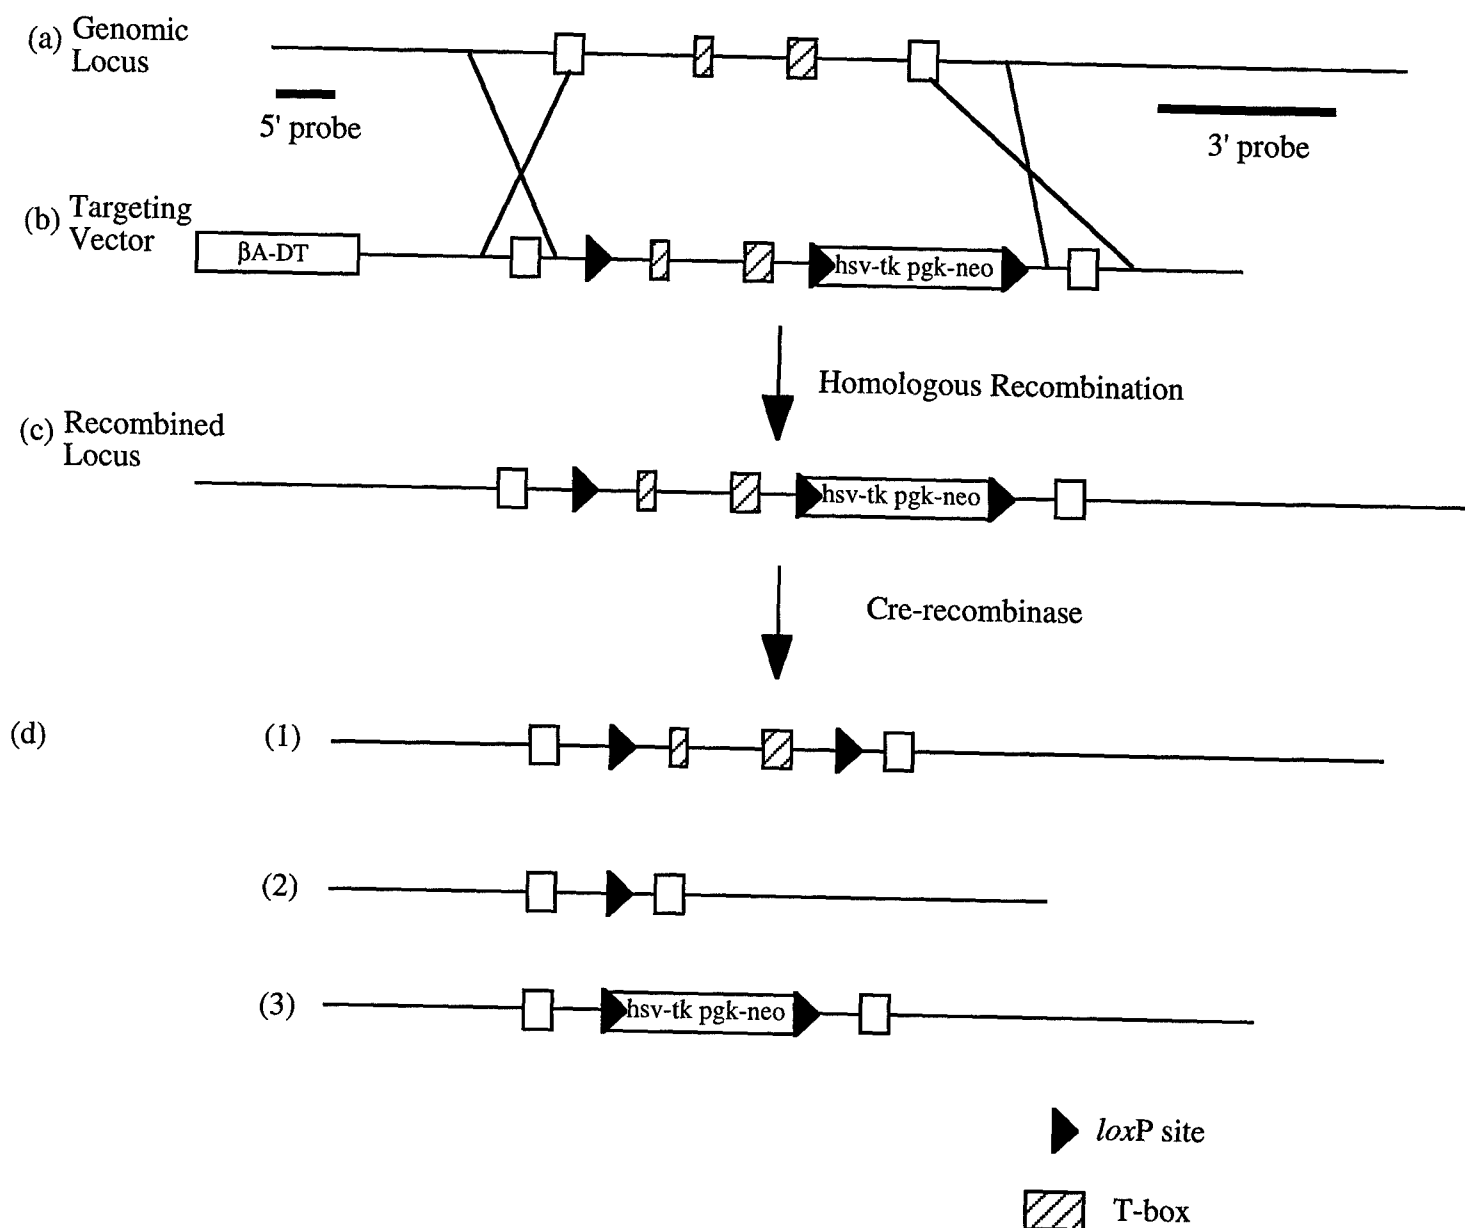 (a) Genomic
Locus
5' probe
3' probe
(b) Targeting
Vector
βA-DT
hsv-tk pgk-neo
Homologous Recombination
(c) Recombined
Locus
hsv-tk pgk-neo
Cre-recombinase
(d)
(1)
(2)
(3)
hsv-tk pgk-neo
loxP site
T-box